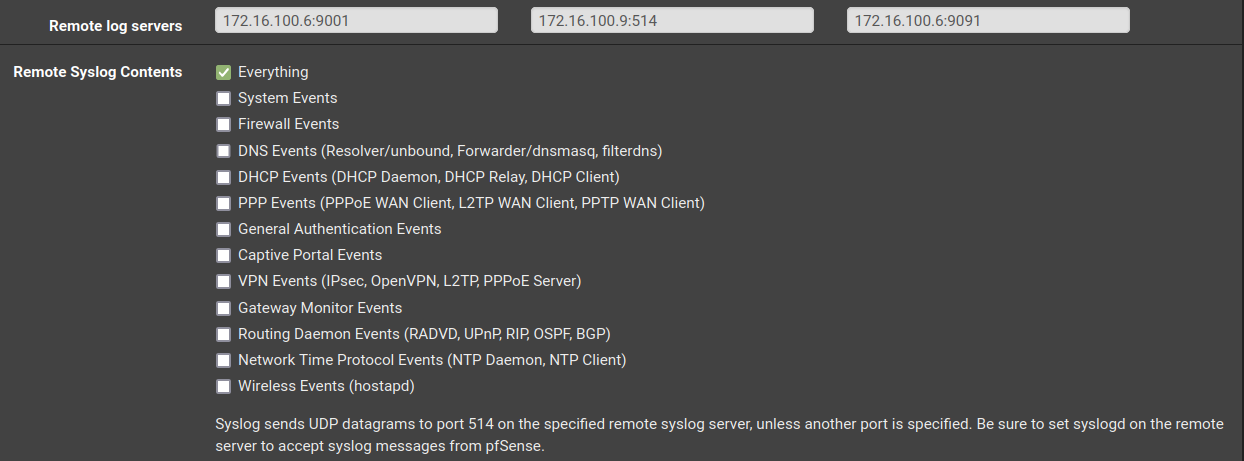 Remote log servers 172.16.100.6:9001 172.16.100.9:514 172.16.100.6:9091
Remote Syslog Contents Everything
System Events
Firewall Events
DNS Events (Resolver/unbound, Forwarder/dnsmasq, filterdns)
DHCP Events (DHCP Daemon, DHCP Relay, DHCP Client)
PPP Events (PPPoE WAN Client, L2TP WAN Client, PPTP WAN Client)
General Authentication Events
Captive Portal Events
VPN Events (IPsec, OpenVPN, L2TP, PPPoE Server)
Gateway Monitor Events
Routing Daemon Events (RADVD, UPnP, RIP, OSPF, BGP)
Network Time Protocol Events (NTP Daemon, NTP Client)
Wireless Events (hostapd)
Syslog sends UDP datagrams to port 514 on the specified remote syslog server, unless another port is specified. Be sure to set syslogd on the remote
server to accept syslog messages from pfSense.